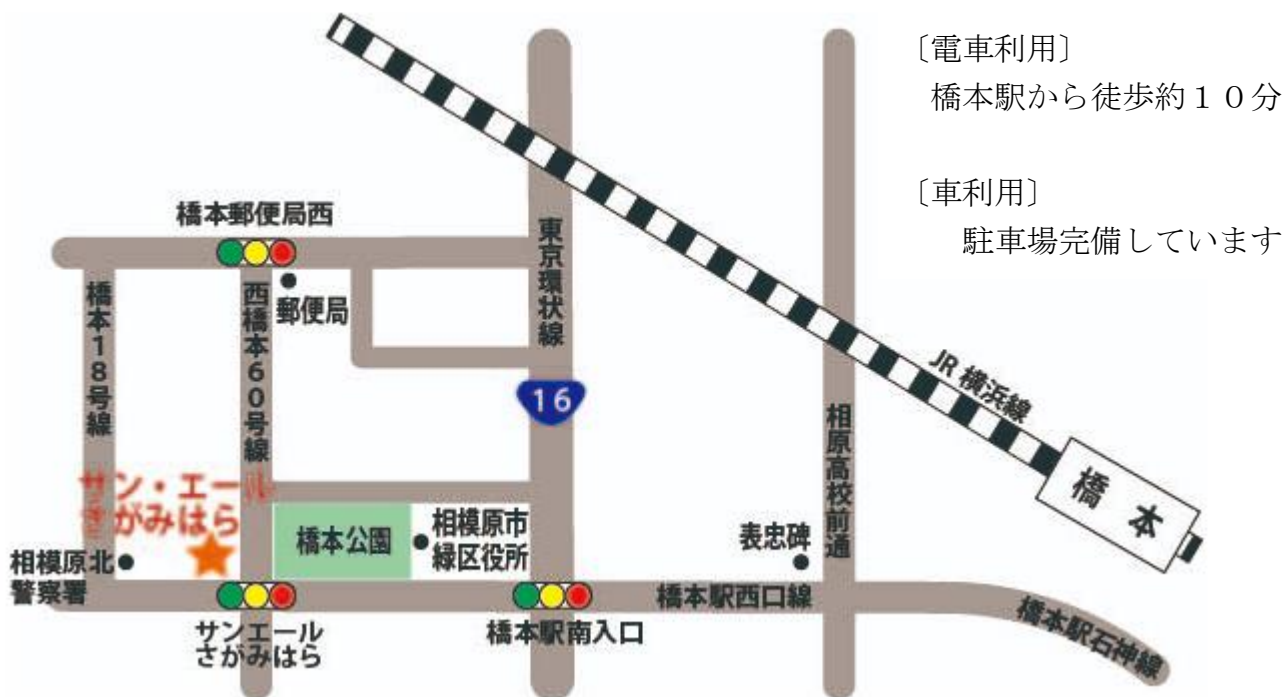 〔電車利用〕
橋本駅から徒歩約１０分
〔車利用〕
駐車場完備しています
橋本郵便局西
郵便局
橋本18号線
西橋本60号線
東京環状線
16
JR 横浜線
橋本
相原高校前通
サン・エール
さがみはら
橋本公園
相模原市
緑区役所
表忠碑
相模原北
警察署
サンエール
さがみはら
橋本駅南入口
橋本駅西口線
橋本駅石神線